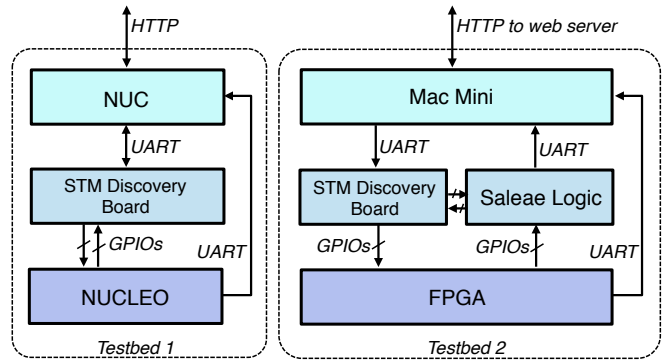 HTTP
NUC
UART
STM Discovery
Board
GPIOs
UART
NUCLEO
Testbed 1
HTTP to web server
Mac Mini
UART
UART
STM Discovery
Board
Saleae Logic
GPIOs
GPIOs
UART
FPGA
Testbed 2